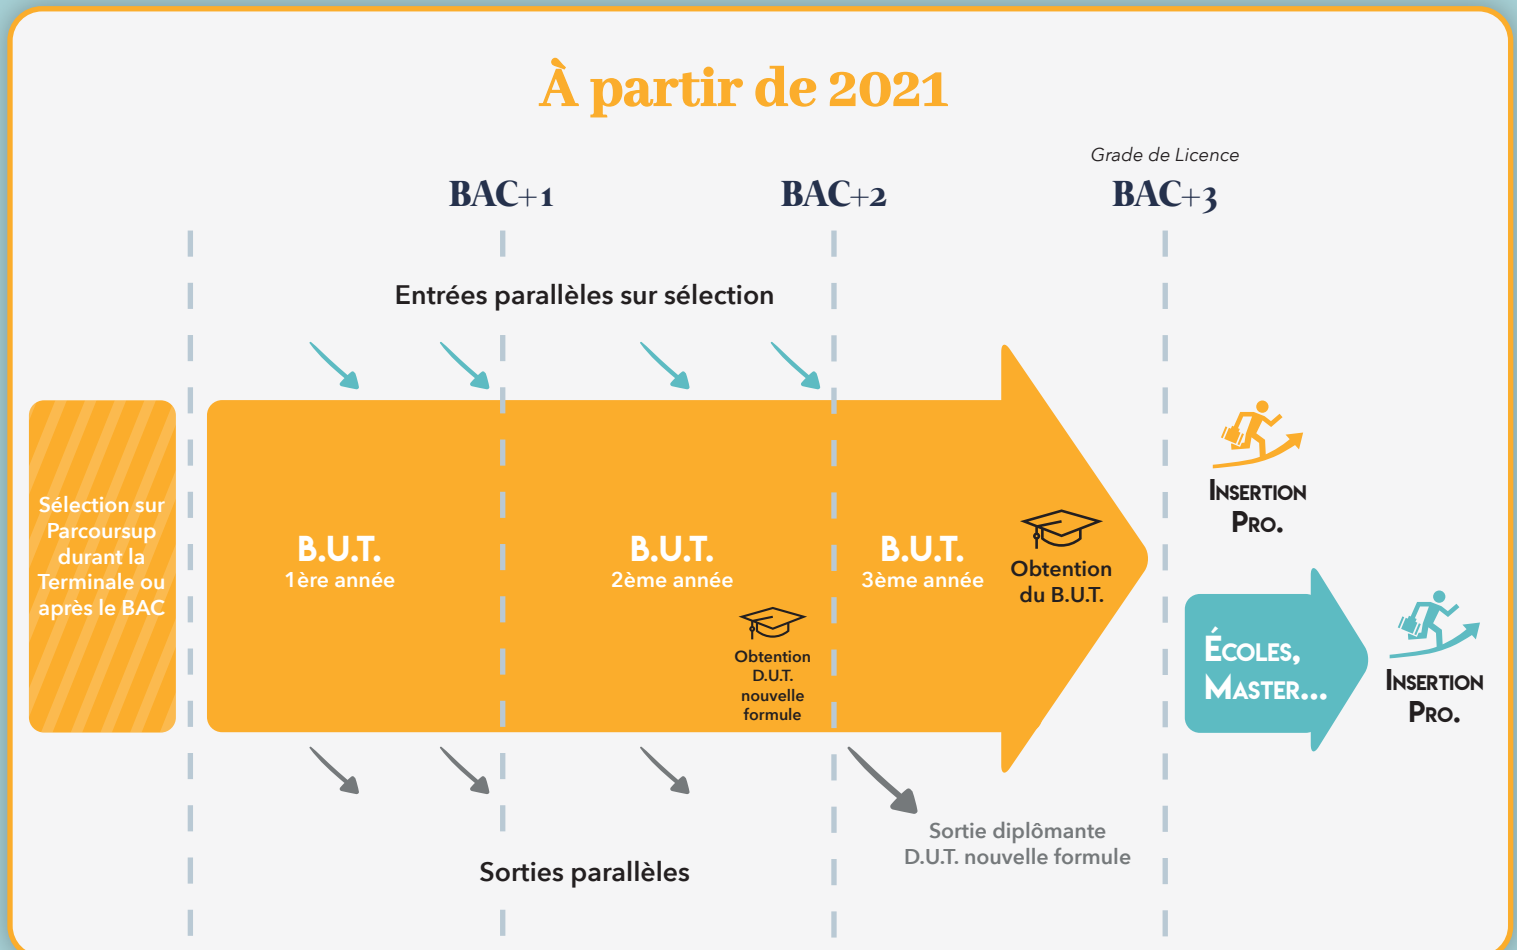 À partir de 2021
Grade de Licence
BAC+1
BAC+2
BAC+3
Entrées parallèles sur sélection
Sélection sur
Parcoursup
durant la
Terminale ou
après le BAC
B.U.T.
1ère année
B.U.T.
2ème année
Obtention
D.U.T.
nouvelle
formule
B.U.T.
3ème année
Obtention
du B.U.T.
INSERTION
PRO.
ÉCOLES,
MASTER...
INSERTION
PRO.
Sortie diplômante
D.U.T. nouvelle formule
Sorties parallèles